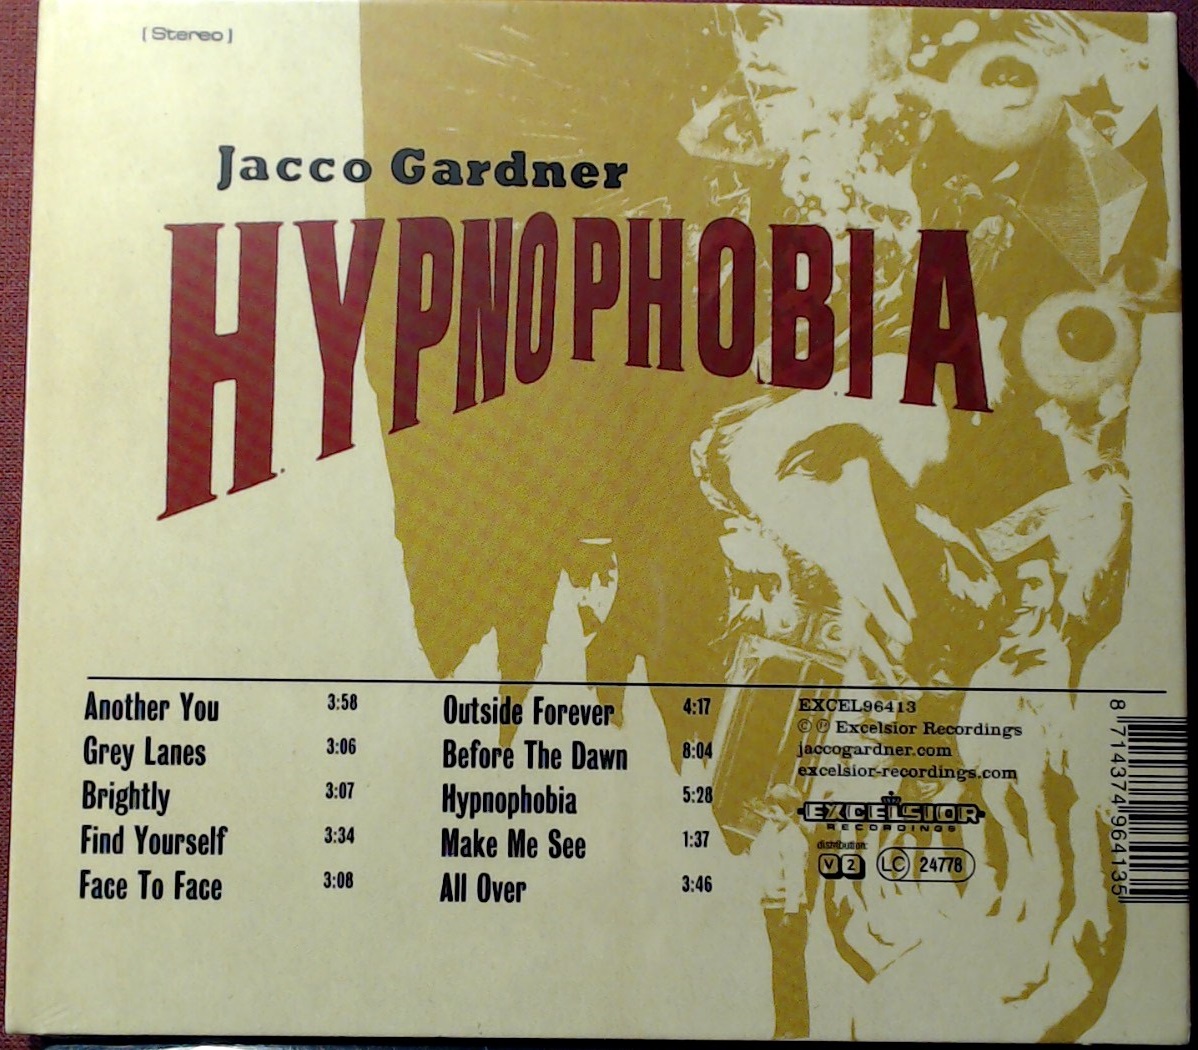 [Stereo]
Jacco Gardner
HYPNOPHOBIA
Another You 3:58
Grey Lanes 3:06
Brightly 3:07
Find Yourself 3:34
Face To Face 3:08
Outside Forever 4:17
Before The Dawn 8:04
Hypnophobia 5:28
Make Me See 1:37
All Over 3:46
EXCEL96413
© ℗ Excelsior Recordings
jaccogardner.com
excelsior-recordings.com
EXCELSIOR
RECORDINGS
distribution:
V2 LC 24778
8 714374 964135